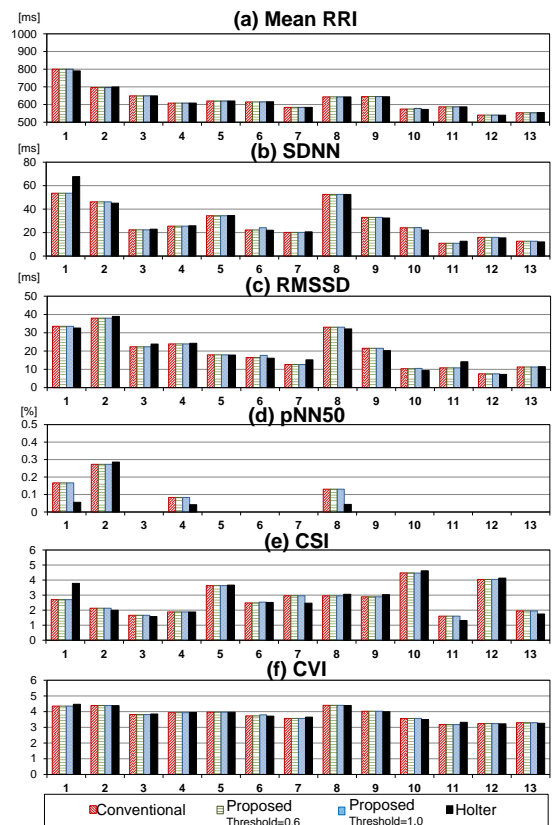 (a) Mean RRI
[ms]
1000
900
800
700
600
500
1 2 3 4 5 6 7 8 9 10 11 12 13
(b) SDNN
[ms]
80
60
40
20
0
1 2 3 4 5 6 7 8 9 10 11 12 13
(c) RMSSD
[ms]
50
40
30
20
10
0
1 2 3 4 5 6 7 8 9 10 11 12 13
(d) pNN50
[%]
0.5
0.4
0.3
0.2
0.1
0
1 2 3 4 5 6 7 8 9 10 11 12 13
(e) CSI
6
5
4
3
2
1
0
1 2 3 4 5 6 7 8 9 10 11 12 13
(f) CVI
6
5
4
3
2
1
0
1 2 3 4 5 6 7 8 9 10 11 12 13
Conventional Proposed Proposed Holter
Threshold=0.6 Threshold=1.0